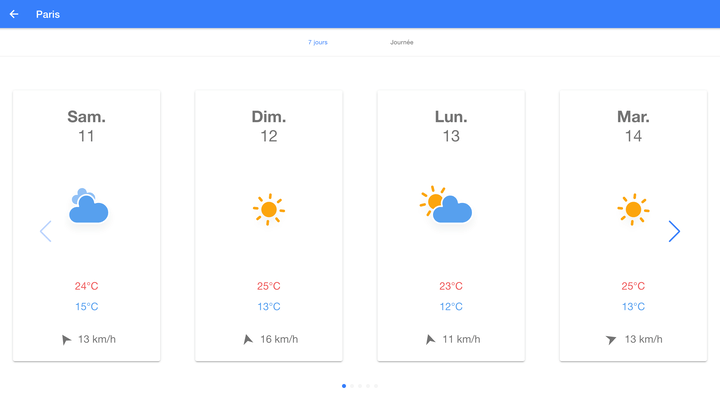 Paris
7 jours
Journée
Sam.
11
24°C
15°C
13 km/h
Dim.
12
25°C
13°C
16 km/h
Lun.
13
23°C
12°C
11 km/h
Mar.
14
25°C
13°C
13 km/h